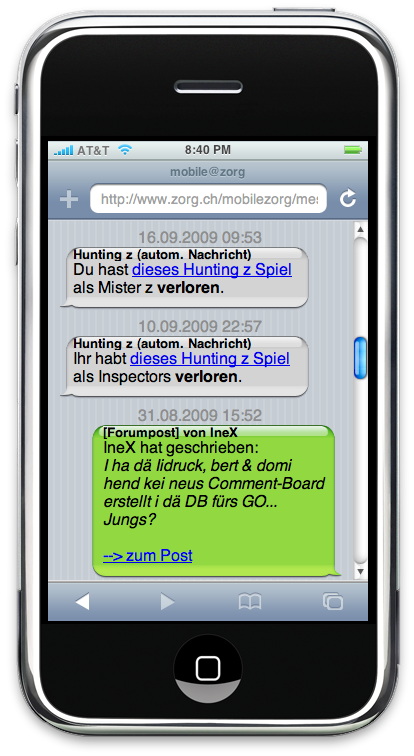 AT&T 8:40 PM
mobile@zorg
http://www.zorg.ch/mobilezorg/mes
16.09.2009 09:53
Hunting z (autom. Nachricht)
Du hast dieses Hunting z Spiel
als Mister z verloren.
10.09.2009 22:57
Hunting z (autom. Nachricht)
Ihr habt dieses Hunting z Spiel
als Inspectors verloren.
31.08.2009 15:52
[Forumpost] von IneX
IneX hat geschrieben:
I ha dä Iidruck, bert & domi
hend kei neus Comment-Board
erstellt i dä DB fürs GO...
Jungs?
--> zum Post